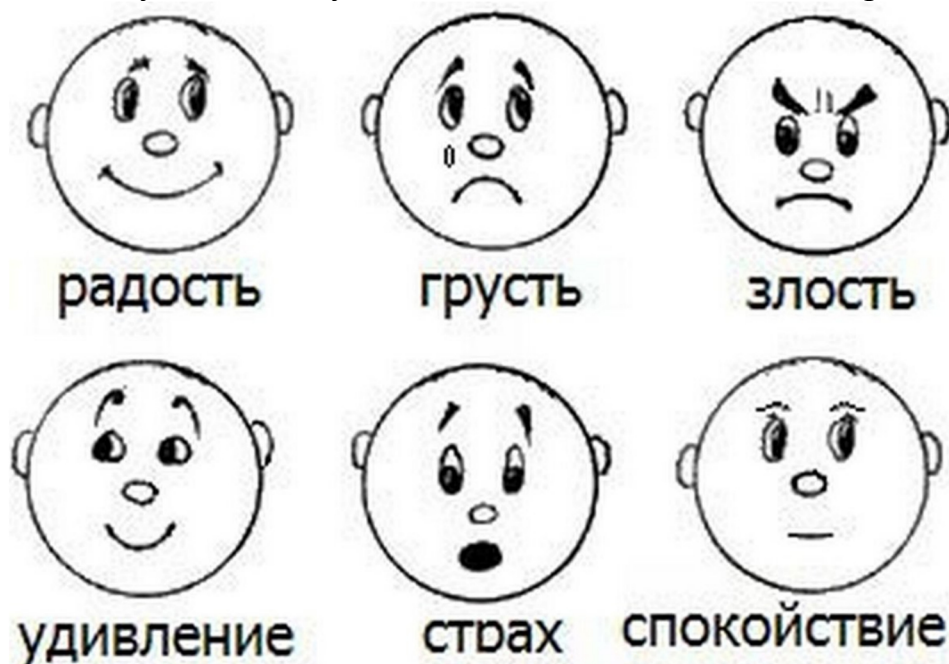 радость грусть злость
удивление страх спокойствие